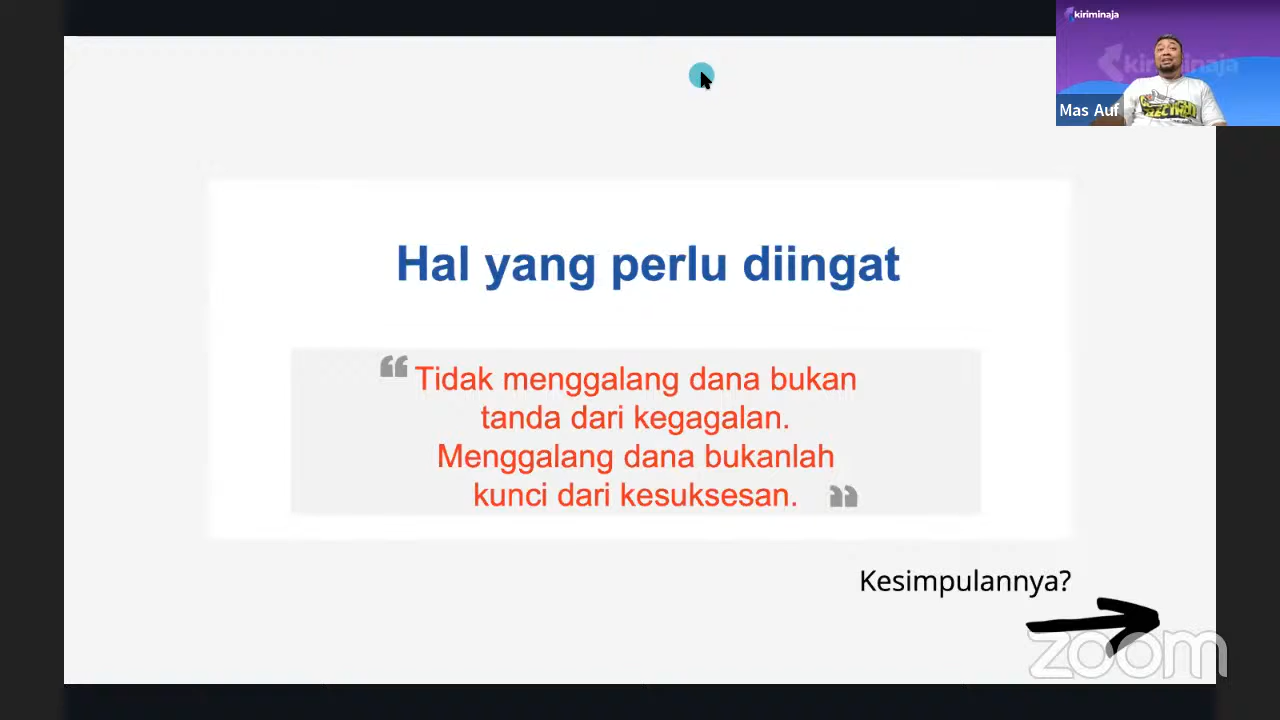 kiriminaja
kiriminaja
Mas Auf
Hal yang perlu diingat
“ Tidak menggalang dana bukan
tanda dari kegagalan.
Menggalang dana bukanlah
kunci dari kesuksesan. ”
Kesimpulannya?
zoom